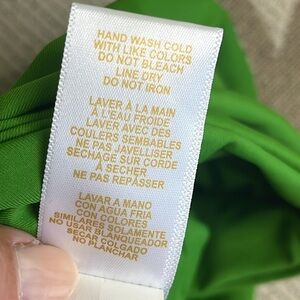 HAND WASH COLD
WITH LIKE COLORS
DO NOT BLEACH
LINE DRY
DO NOT IRON
LAVER À LA MAIN
À L'EAU FROIDE
LAVER AVEC DES
COULERS SEMBABLES
NE PAS JAVELLISER
SECHAGE SUR CORDE
À SECHER
NE PAS REPASSER
LAVAR A MANO
CON AGUA FRIA
CON COLORES
SIMILARES SOLAMENTE
NO USAR BLANQUEADOR
SECAR COLGADO
NO PLANCHAR